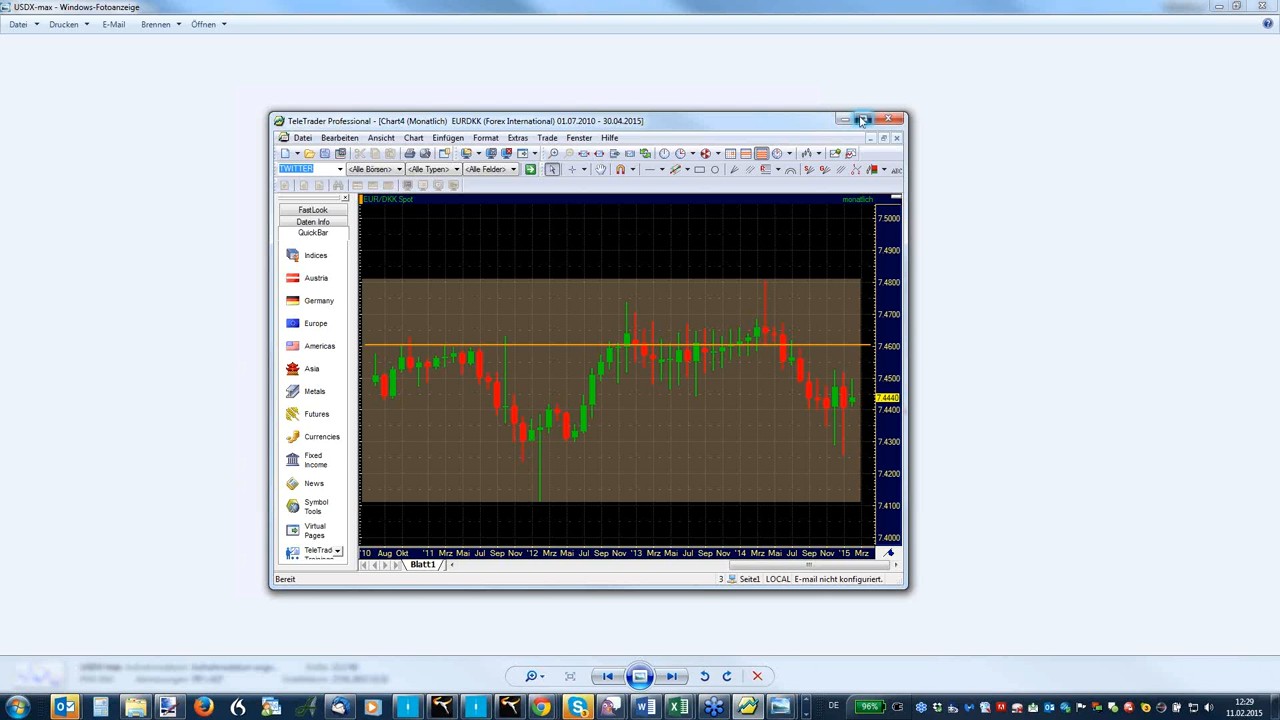 USDX-max - Windows-Fotoanzeige
Datei Drucken E-Mail Brennen Öffnen
TeleTrader Professional - [Chart4 (Monatlich) EURDKK (Forex International) 01.07.2010 - 30.04.2015]
Datei Bearbeiten Ansicht Chart Einfügen Format Extras Trade Fenster Hilfe
TWITTER <Alle Börsen> <Alle Typen> <Alle Felder>
ABC
FastLook
Daten Info
QuickBar
Indices
Austria
Germany
Europe
Americas
Asia
Metals
Futures
Currencies
Fixed
Income
News
Symbol
Tools
Virtual
Pages
TeleTrad
EUR/DKK Spot
monatlich
7.5000
7.4900
7.4800
7.4700
7.4600
7.4500
7.4440
7.4400
7.4300
7.4200
7.4100
7.4000
'10 Aug Okt '11 Mrz Mai Jul Sep Nov '12 Mrz Mai Jul Sep Nov '13 Mrz Mai Jul Sep Nov '14 Mrz Mai Jul Sep Nov '15 Mrz
Blatt1
Bereit
3 Seite1 LOCAL E-mail nicht konfiguriert.
DE 96% 12:29
11.02.2015